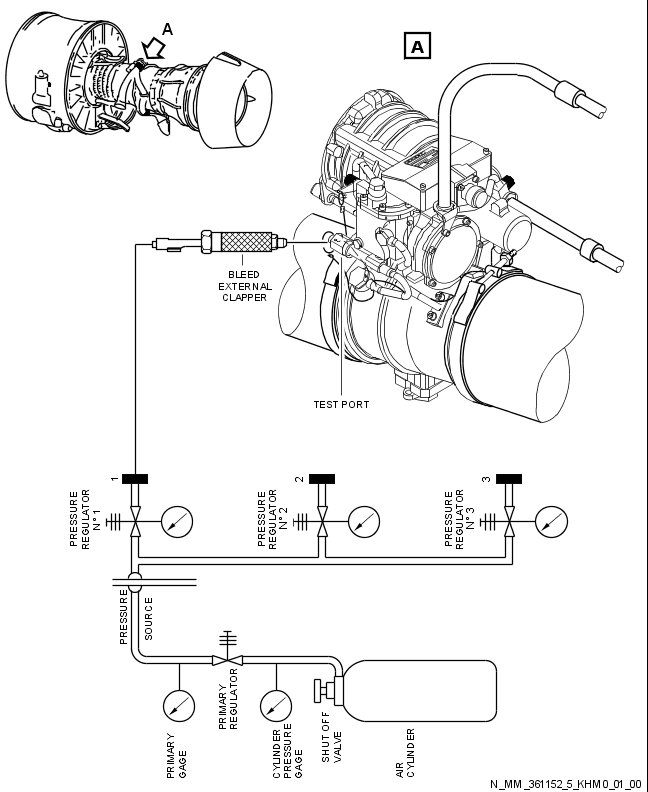 A
A
BLEED
EXTERNAL
CLAPPER
TEST PORT
1
PRESSURE
REGULATOR
N°1
2
PRESSURE
REGULATOR
N°2
3
PRESSURE
REGULATOR
N°3
PRESSURE
SOURCE
PRIMARY
GAGE
PRIMARY
REGULATOR
CYLINDER
PRESSURE
GAGE
SHUT OFF
VALVE
AIR
CYLINDER
N_MM_361152_5_KHM0_01_00